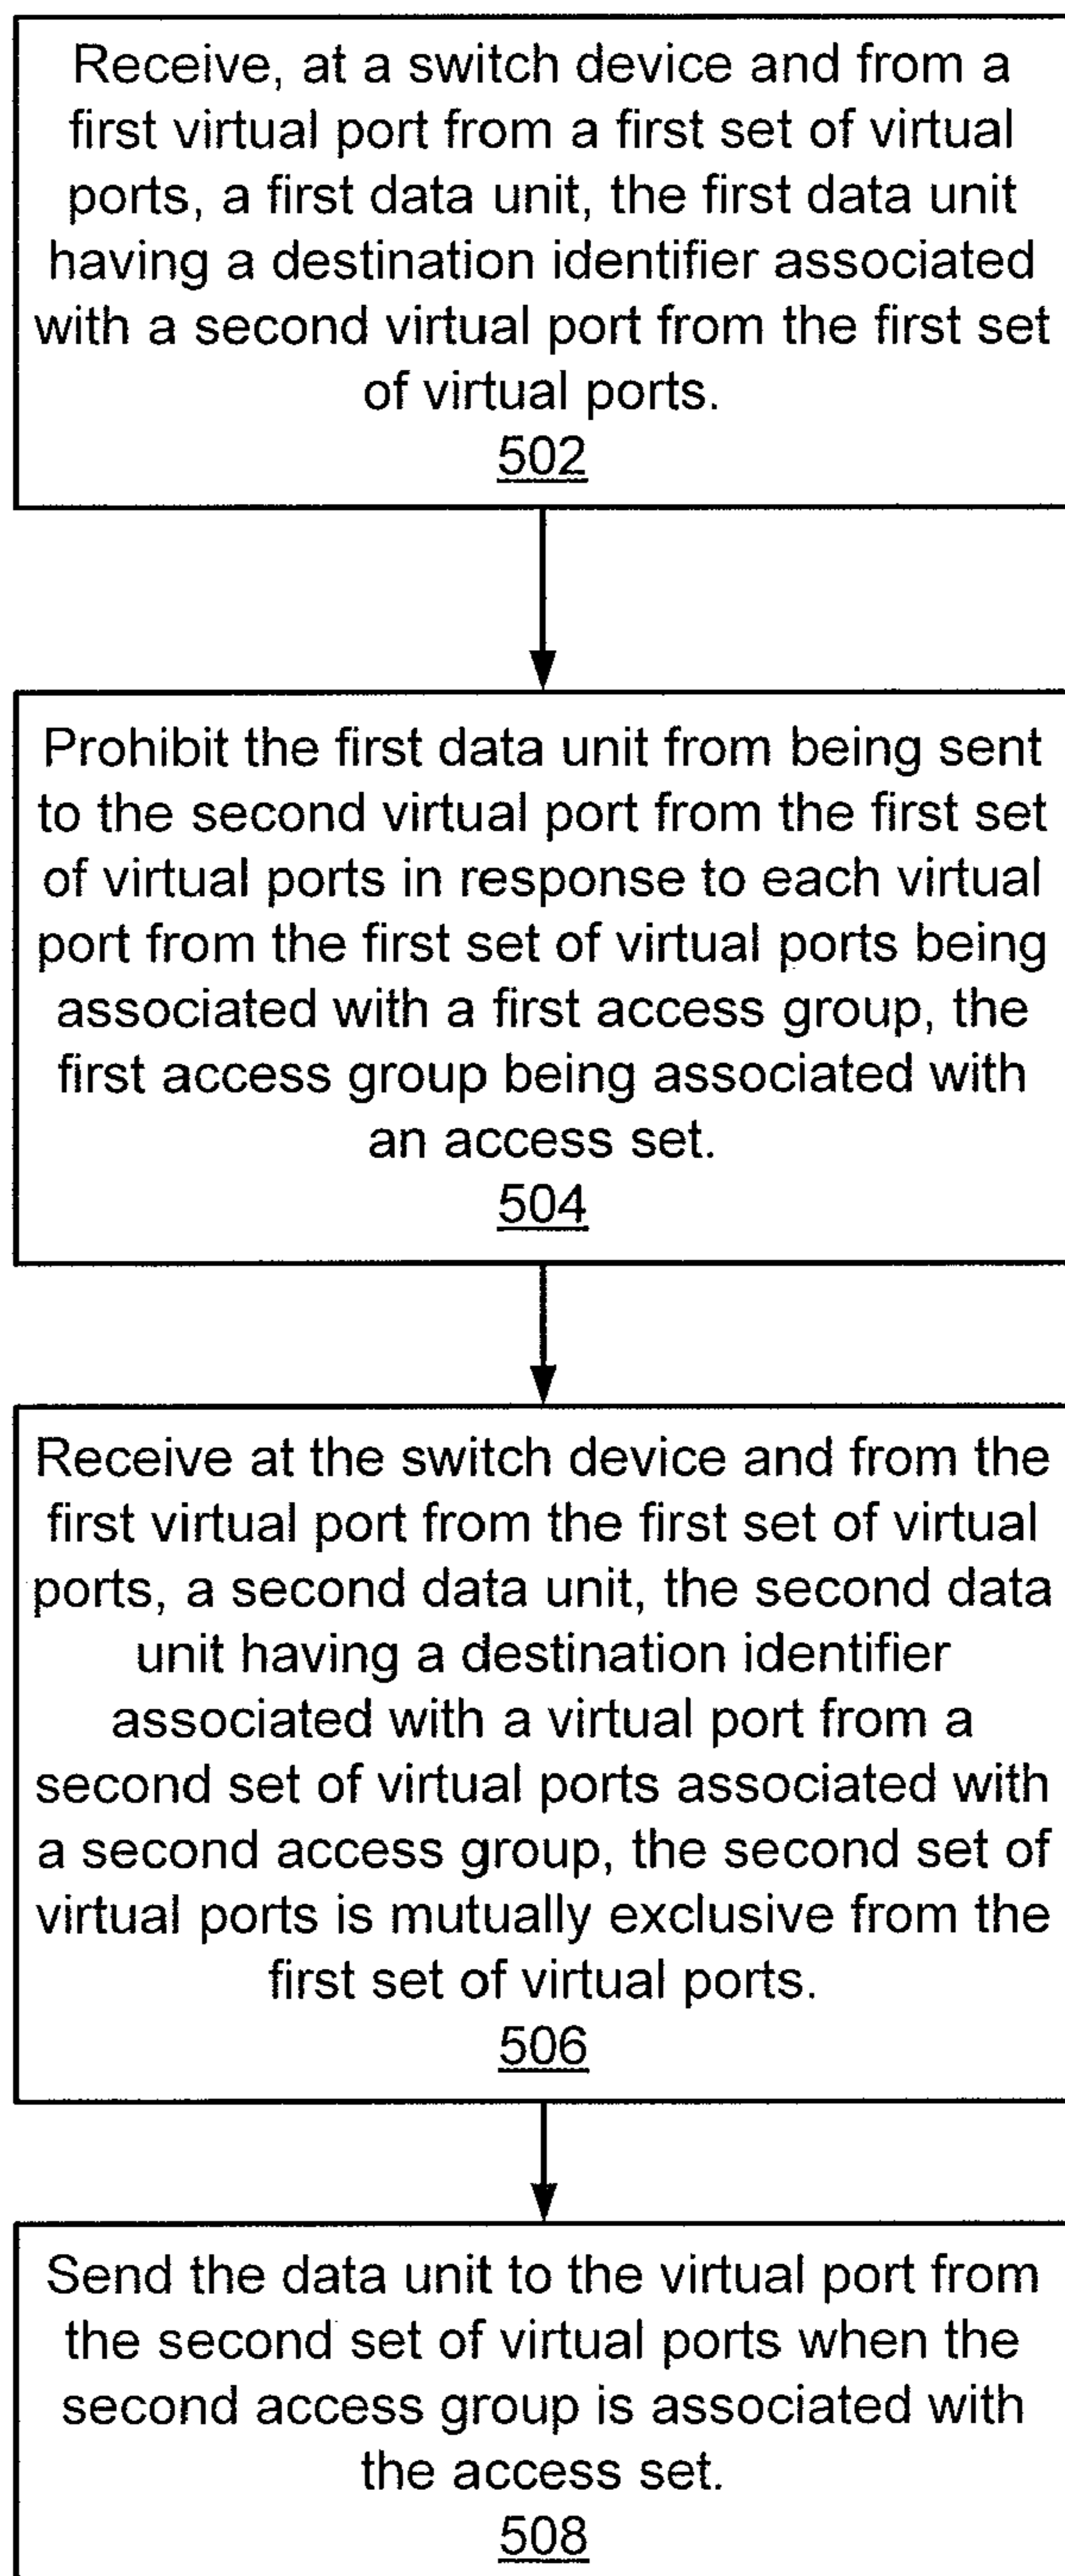 Receive, at a switch device and from a
first virtual port from a first set of virtual
ports, a first data unit, the first data unit
having a destination identifier associated
with a second virtual port from the first set
of virtual ports.
502
Prohibit the first data unit from being sent
to the second virtual port from the first set
of virtual ports in response to each virtual
port from the first set of virtual ports being
associated with a first access group, the
first access group being associated with
an access set.
504
Receive at the switch device and from the
first virtual port from the first set of virtual
ports, a second data unit, the second data
unit having a destination identifier
associated with a virtual port from a
second set of virtual ports associated with
a second access group, the second set of
virtual ports is mutually exclusive from the
first set of virtual ports.
506
Send the data unit to the virtual port from
the second set of virtual ports when the
second access group is associated with
the access set.
508